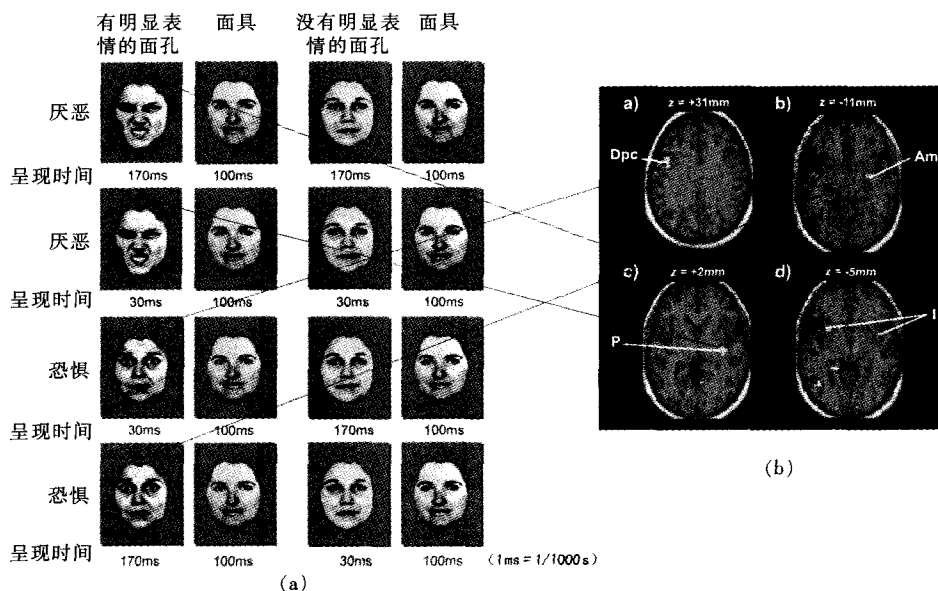 有明显表
情的面孔
面具
没有明显表
情的面孔
面具
厌恶
呈现时间
170ms
100ms
170ms
100ms
厌恶
呈现时间
30ms
100ms
30ms
100ms
恐惧
呈现时间
30ms
100ms
170ms
100ms
恐惧
呈现时间
170ms
100ms
30ms
100ms
(1ms = 1/1000s)
(a)
a)
z = +31mm
b)
z = -11mm
Dpc
Am
c)
z = +2mm
d)
z = -5mm
P
I
(b)